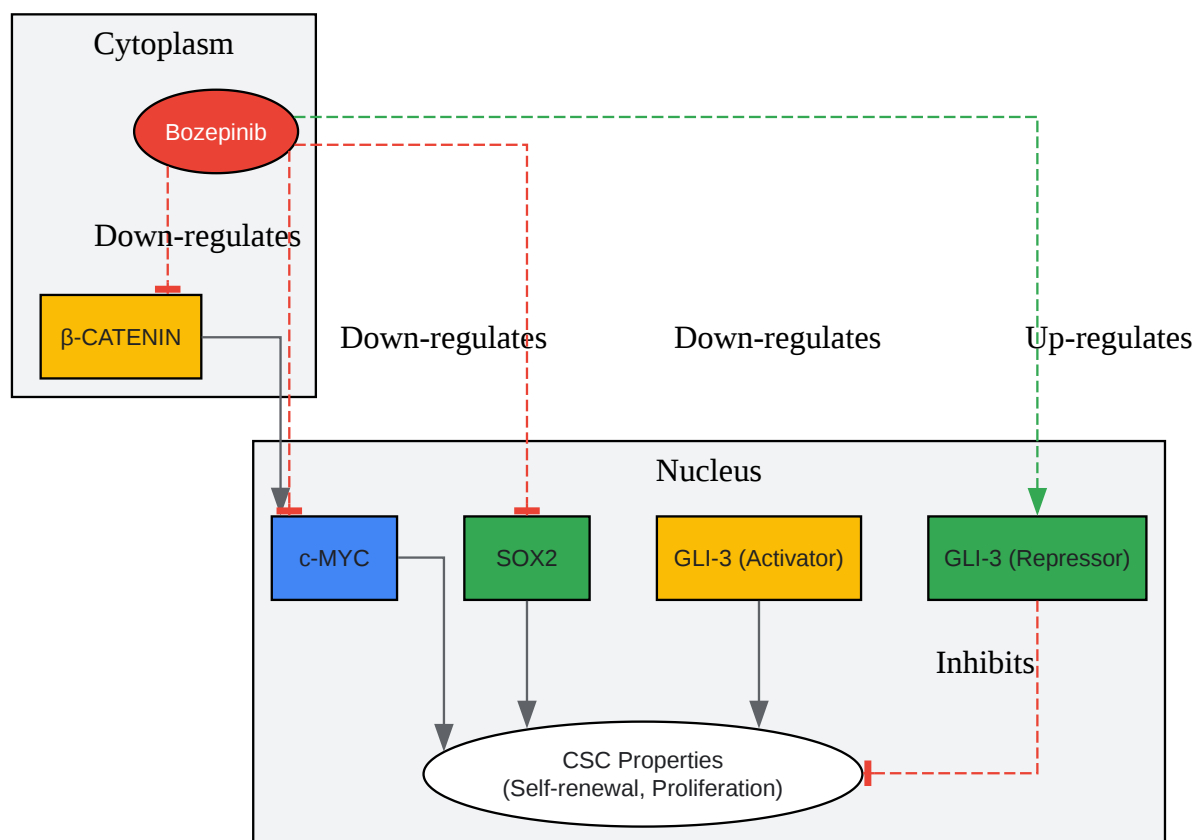 Cytoplasm
Bozepinib
Down-regulates
β-CATENIN
Down-regulates
Down-regulates
Up-regulates
Nucleus
c-MYC
SOX2
GLI-3 (Activator)
GLI-3 (Repressor)
Inhibits
CSC Properties
(Self-renewal, Proliferation)